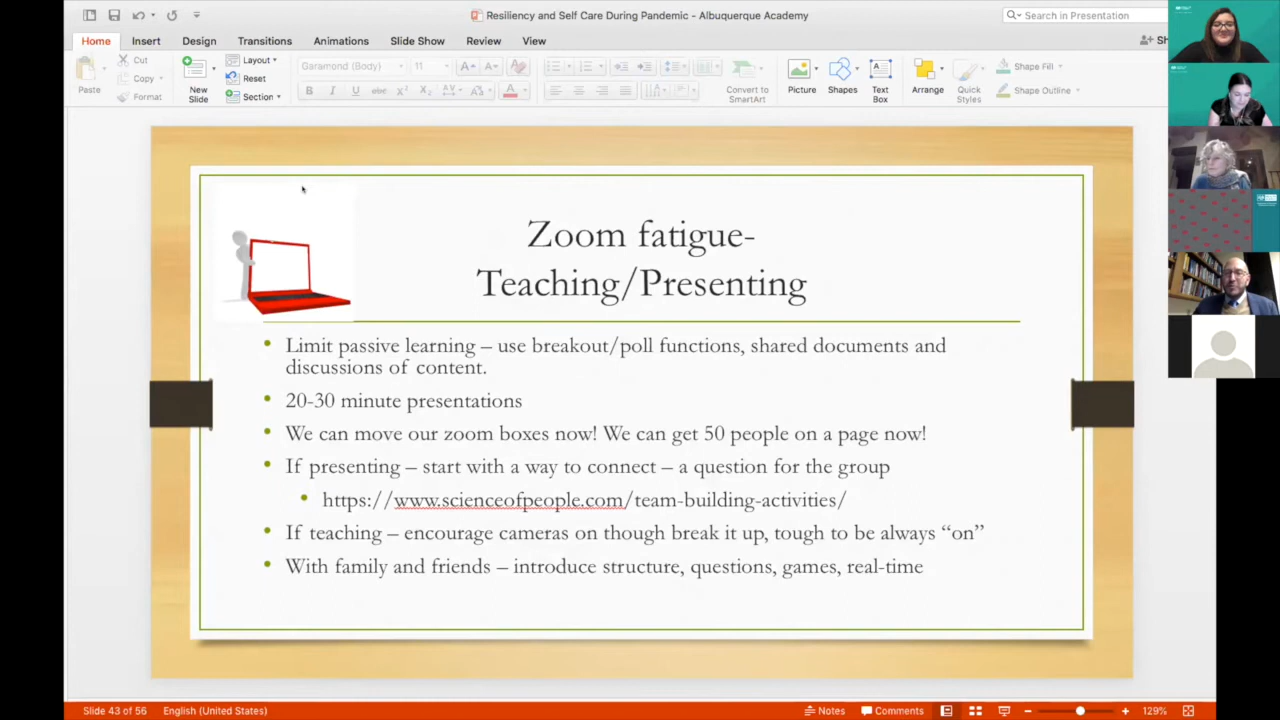 Resiliency and Self Care During Pandemic - Albuquerque Academy
Search in Presentation
Home Insert Design Transitions Animations Slide Show Review View
Paste
Cut
Copy
Format
New
Slide
Layout
Reset
Section
Garamond (Body) 11
B I U abc X² X₂ AV Aa A
Convert to
SmartArt
Picture
Shapes
Text
Box
Arrange
Quick
Styles
Shape Fill
Shape Outline
Sh
Zoom fatigue-
Teaching/Presenting
• Limit passive learning – use breakout/poll functions, shared documents and
discussions of content.
• 20-30 minute presentations
• We can move our zoom boxes now! We can get 50 people on a page now!
• If presenting – start with a way to connect – a question for the group
• https://www.scienceofpeople.com/team-building-activities/
• If teaching – encourage cameras on though break it up, tough to be always “on”
• With family and friends – introduce structure, questions, games, real-time
Slide 43 of 56 English (United States) Notes Comments 129%